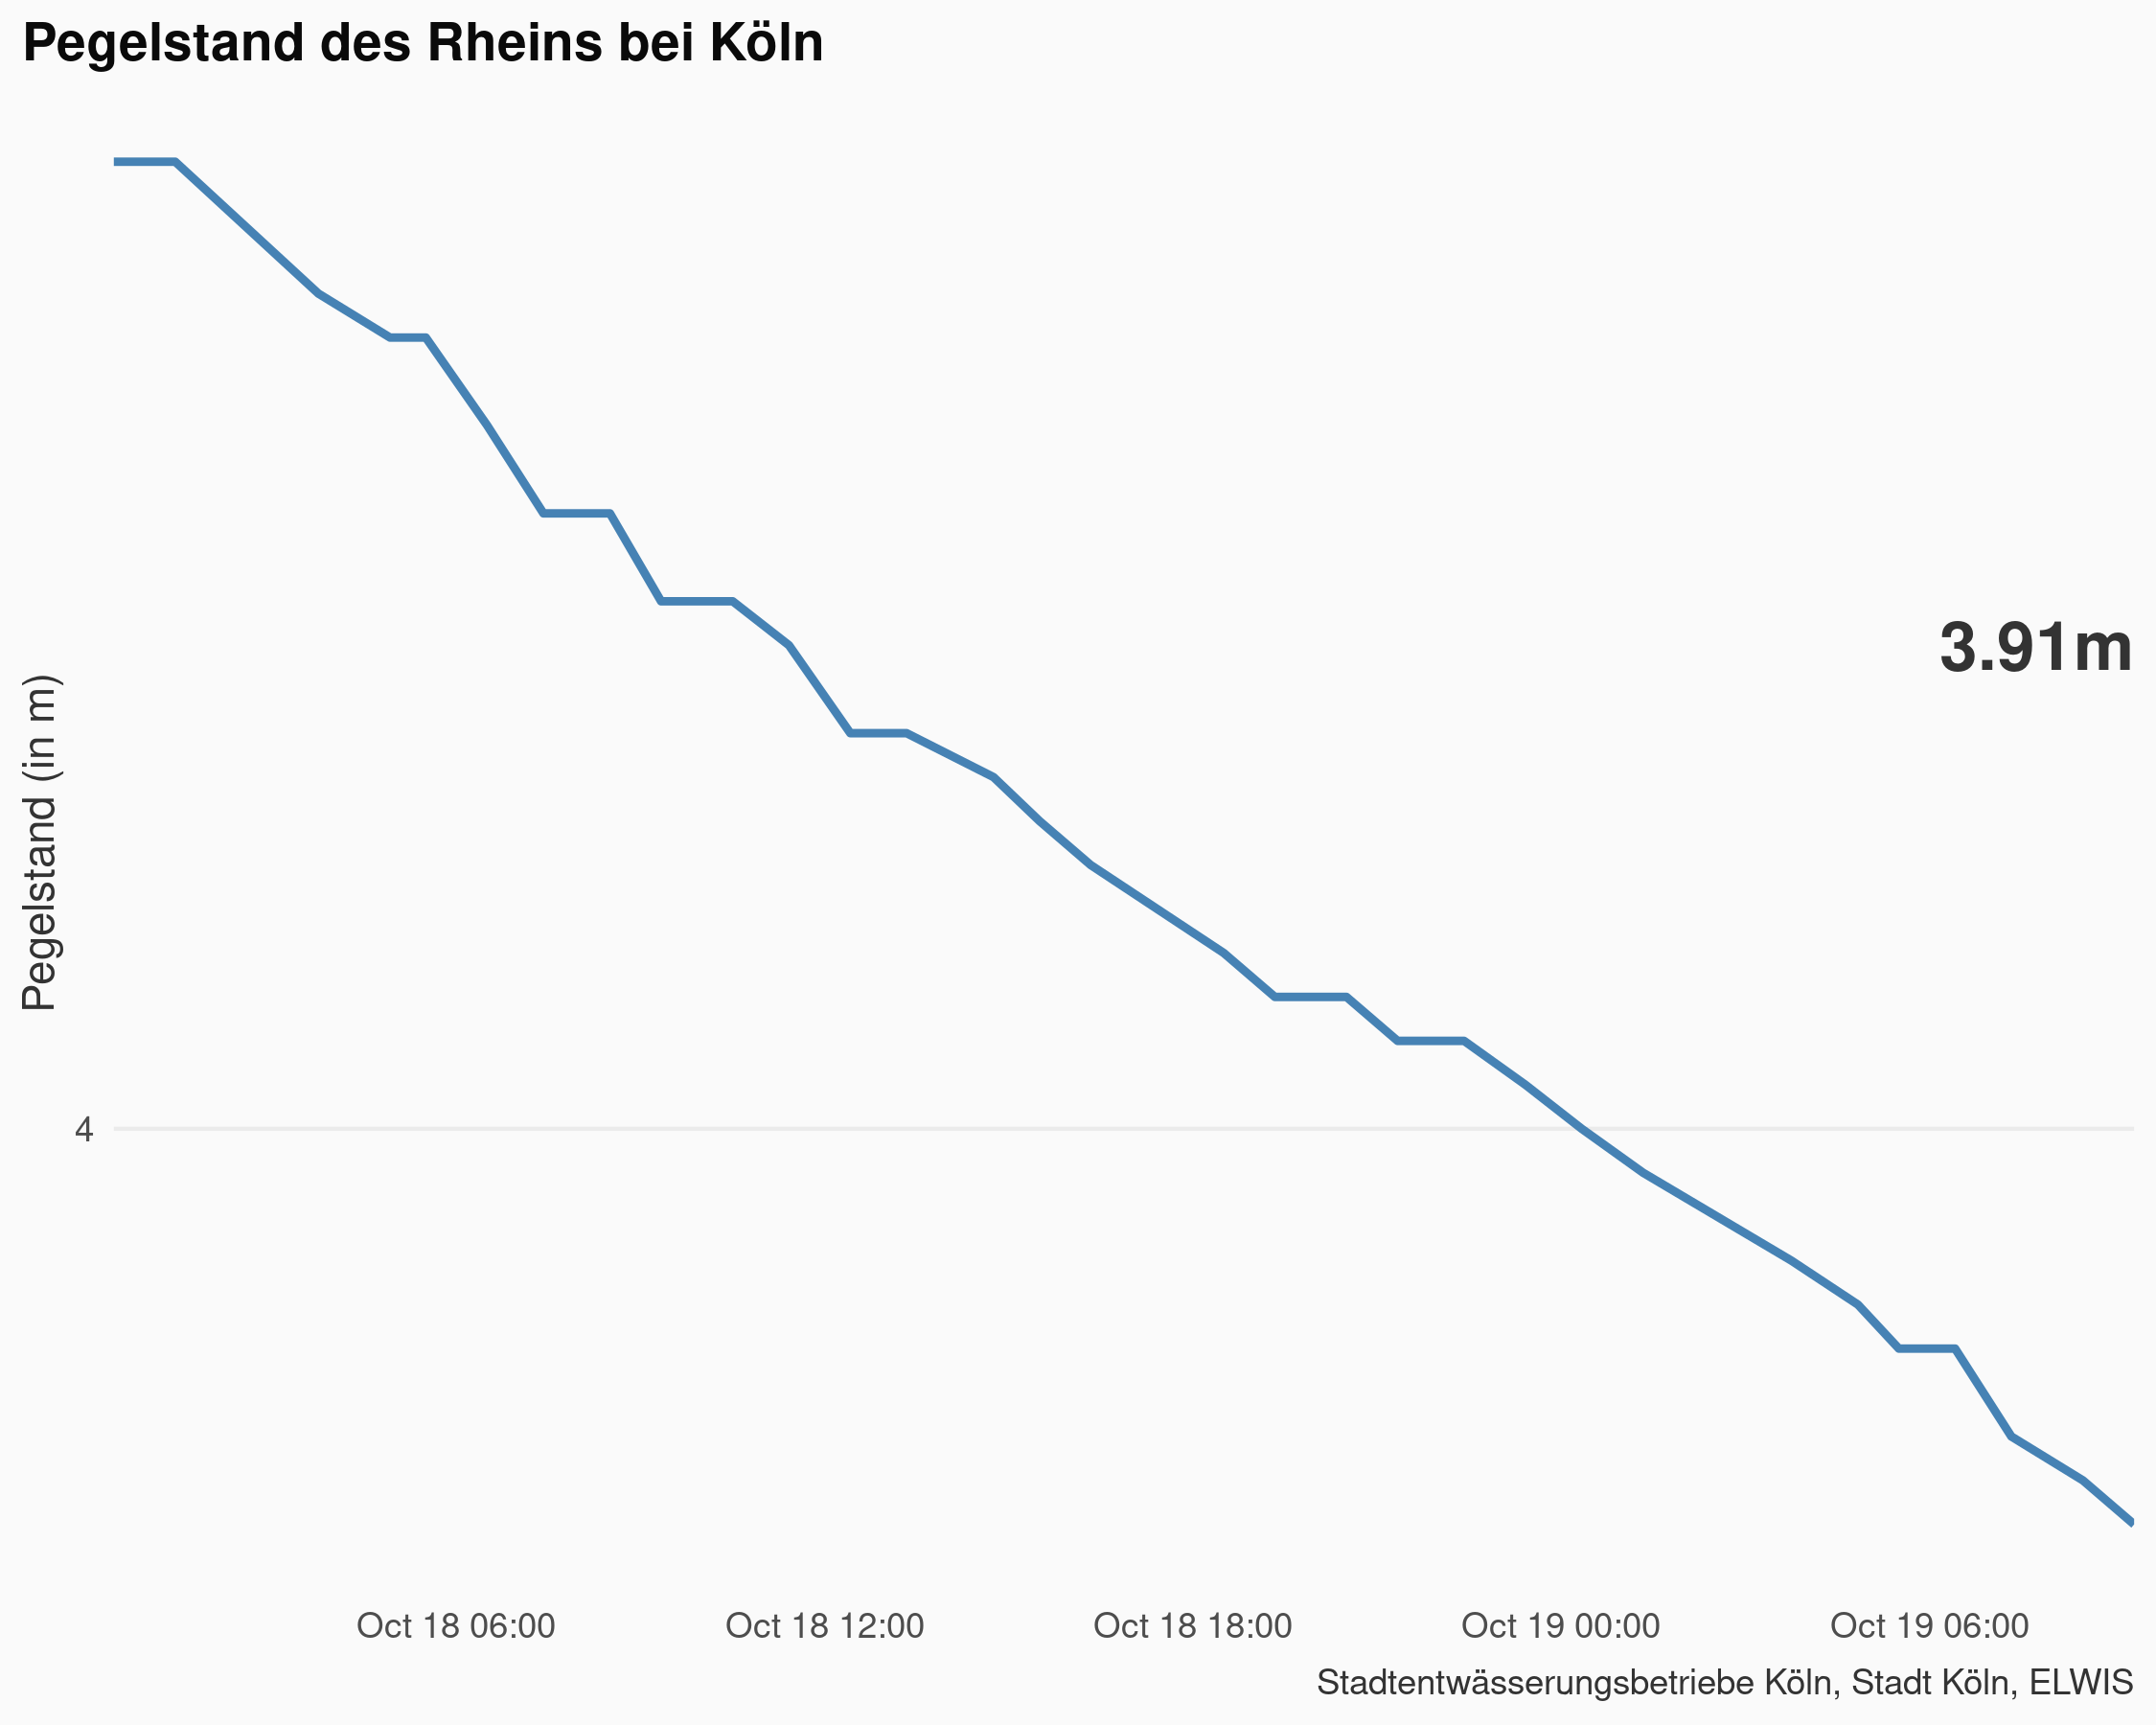 Pegelstand des Rheins bei Köln
3.91m
Pegelstand (in m)
4
Oct 18 06:00
Oct 18 12:00
Oct 18 18:00
Oct 19 00:00
Oct 19 06:00
Stadtentwässerungsbetriebe Köln, Stadt Köln, ELWIS